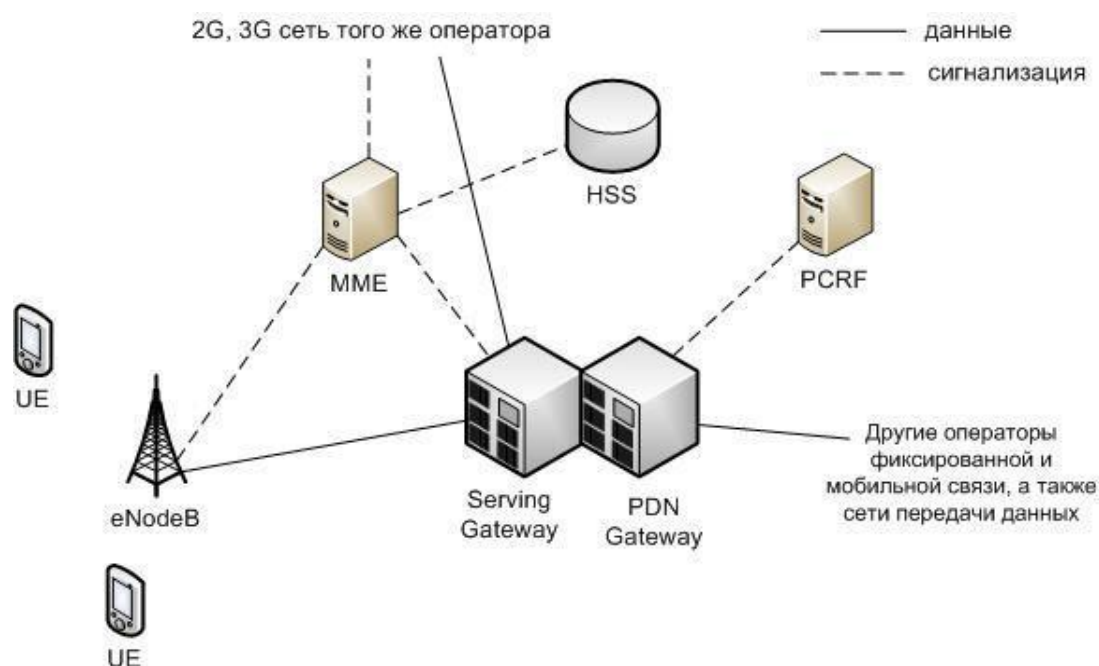 2G, 3G сеть того же оператора
данные
сигнализация
HSS
MME
PCRF
UE
eNodeB
Serving
Gateway
PDN
Gateway
Другие операторы
фиксированной и
мобильной связи, а также
сети передачи данных
UE